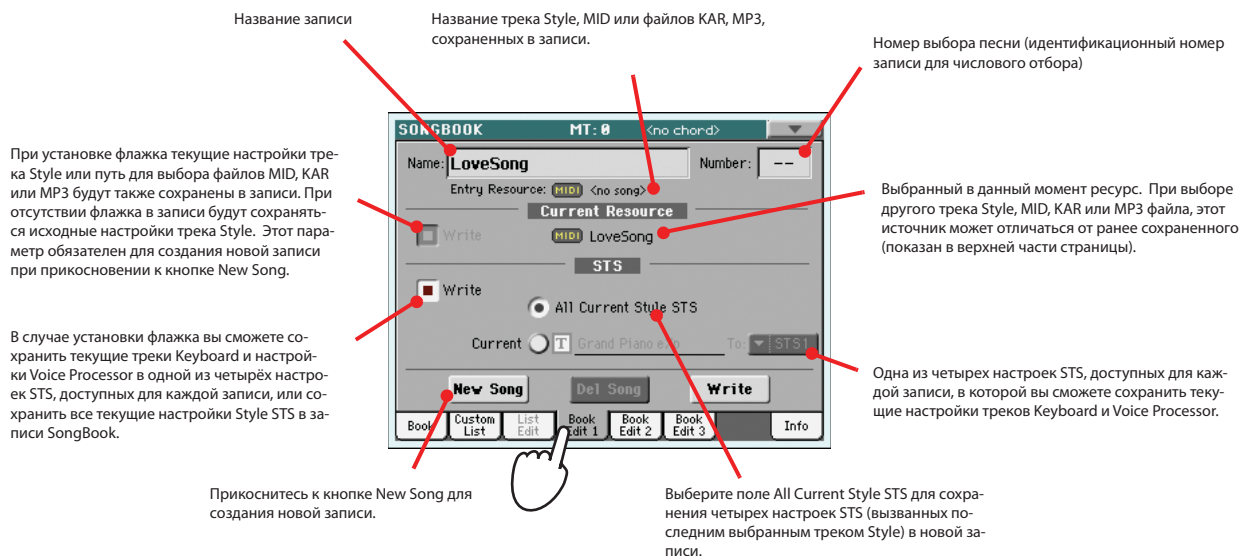 Название записи
Название трека Style, MID или файлов KAR, MP3,
сохраненных в записи.
Номер выбора песни (идентификационный номер
записи для числового отбора)
При установке флажка текущие настройки тре-
ка Style или путь для выбора файлов MID, KAR
или MP3 будут также сохранены в записи. При
отсутствии флажка в записи будут сохранять-
ся исходные настройки трека Style. Этот пара-
метр обязателен для создания новой записи
при прикосновении к кнопке New Song.
В случае установки флажка вы сможете со-
хранить текущие треки Keyboard и настрой-
ки Voice Processor в одной из четырёх настро-
ек STS, доступных для каждой записи, или со-
хранить все текущие настройки Style STS в за-
писи SongBook.
SONGBOOK MT: 0 <no chord>
Name: LoveSong Number: --
Entry Resource: MIDI <no song>
Current Resource
Write MIDI LoveSong
STS
Write
All Current Style STS
Current T Grand Piano To: STS1
New Song Del Song Write
Book Custom List List Edit Book Edit 1 Book Edit 2 Book Edit 3 Info
Выбранный в данный момент ресурс. При выборе
другого трека Style, MID, KAR или MP3 файла, этот
источник может отличаться от ранее сохраненного
(показан в верхней части страницы).
Одна из четырех настроек STS, доступных для каж-
дой записи, в которой вы сможете сохранить теку-
щие настройки треков Keyboard и Voice Processor.
Прикоснитесь к кнопке New Song для
создания новой записи.
Выберите поле All Current Style STS для сохра-
нения четырех настроек STS (вызванных по-
следним выбранным треком Style) в новой за-
писи.